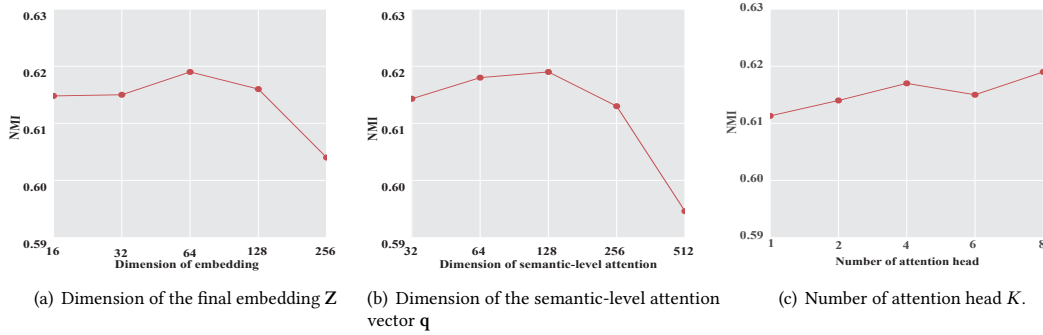 0.63
0.62
0.61
0.60
0.59
NMI
16 32 64 128 256
Dimension of embedding
(a) Dimension of the final embedding Z
0.63
0.62
0.61
0.60
0.59
NMI
32 64 128 256 512
Dimension of semantic-level attention
(b) Dimension of the semantic-level attention
vector q
0.63
0.62
0.61
0.60
0.59
NMI
1 2 4 6 8
Number of attention head
(c) Number of attention head K.